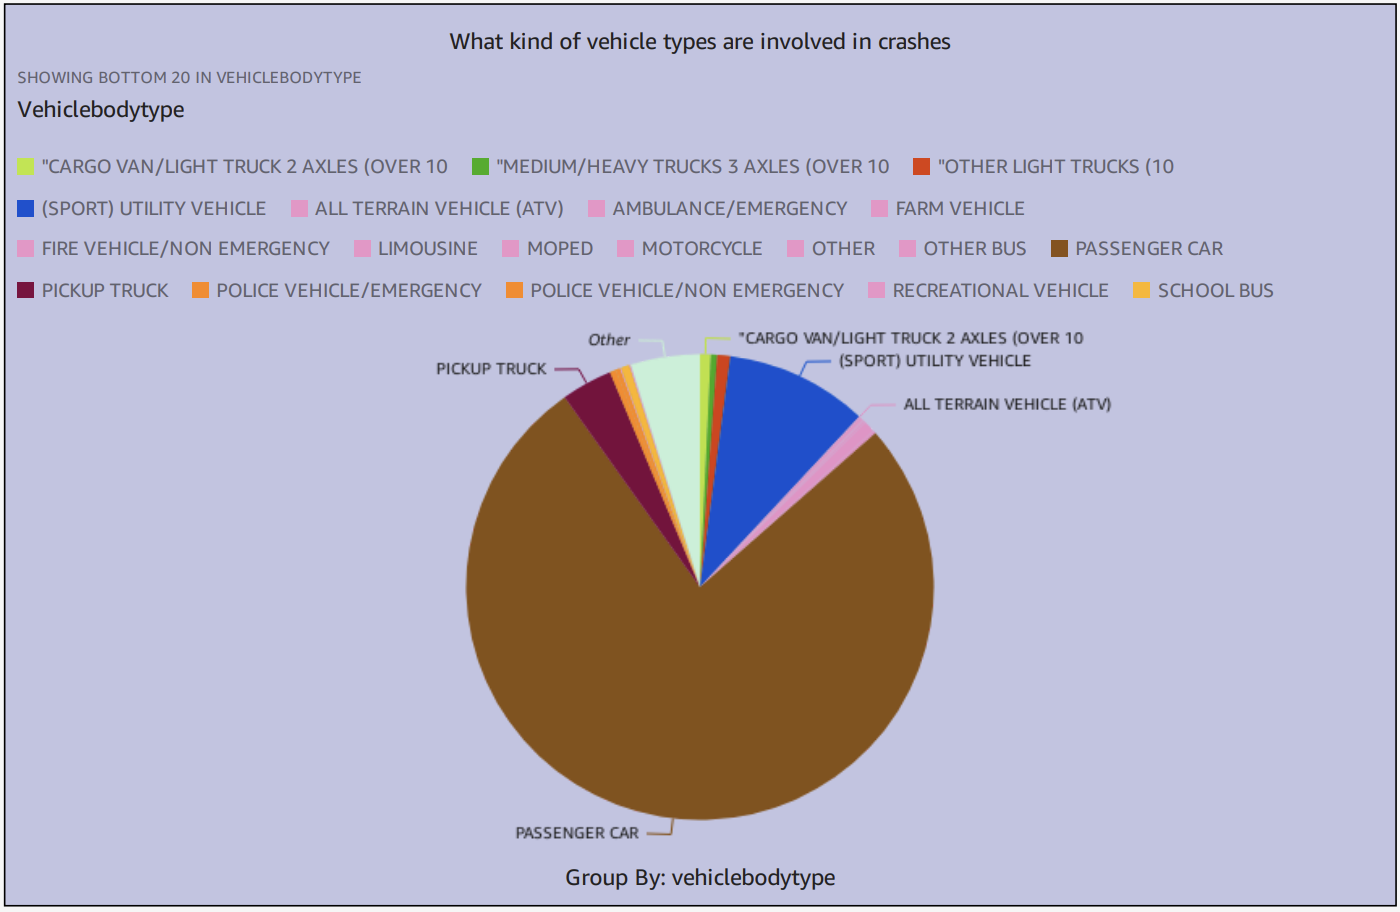 What kind of vehicle types are involved in crashes
SHOWING BOTTOM 20 IN VEHICLEBODYTYPE
Vehiclebodytype
"CARGO VAN/LIGHT TRUCK 2 AXLES (OVER 10 "MEDIUM/HEAVY TRUCKS 3 AXLES (OVER 10 "OTHER LIGHT TRUCKS (10
(SPORT) UTILITY VEHICLE ALL TERRAIN VEHICLE (ATV) AMBULANCE/EMERGENCY FARM VEHICLE
FIRE VEHICLE/NON EMERGENCY LIMOUSINE MOPED MOTORCYCLE OTHER OTHER BUS PASSENGER CAR
PICKUP TRUCK POLICE VEHICLE/EMERGENCY POLICE VEHICLE/NON EMERGENCY RECREATIONAL VEHICLE SCHOOL BUS
Other "CARGO VAN/LIGHT TRUCK 2 AXLES (OVER 10
(SPORT) UTILITY VEHICLE
PICKUP TRUCK
ALL TERRAIN VEHICLE (ATV)
PASSENGER CAR
Group By: vehiclebodytype